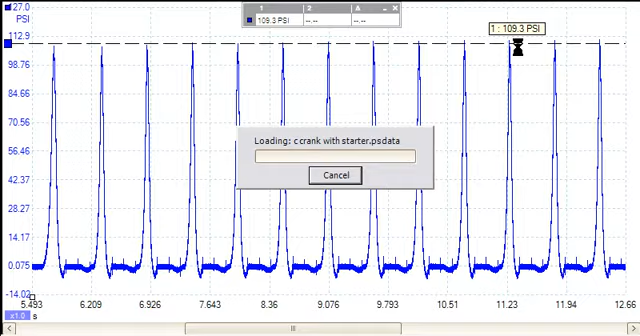 127.0
PSI
112.9
98.76
84.66
70.56
56.46
42.37
28.27
14.17
0.075
-14.02
1 2 Δ
109.3 PSI --.-- --.--
1 : 109.3 PSI
Loading: c crank with starter.psdata
Cancel
5.493 6.209 6.926 7.643 8.36 9.076 9.793 10.51 11.23 11.94 12.66
x1.0 s